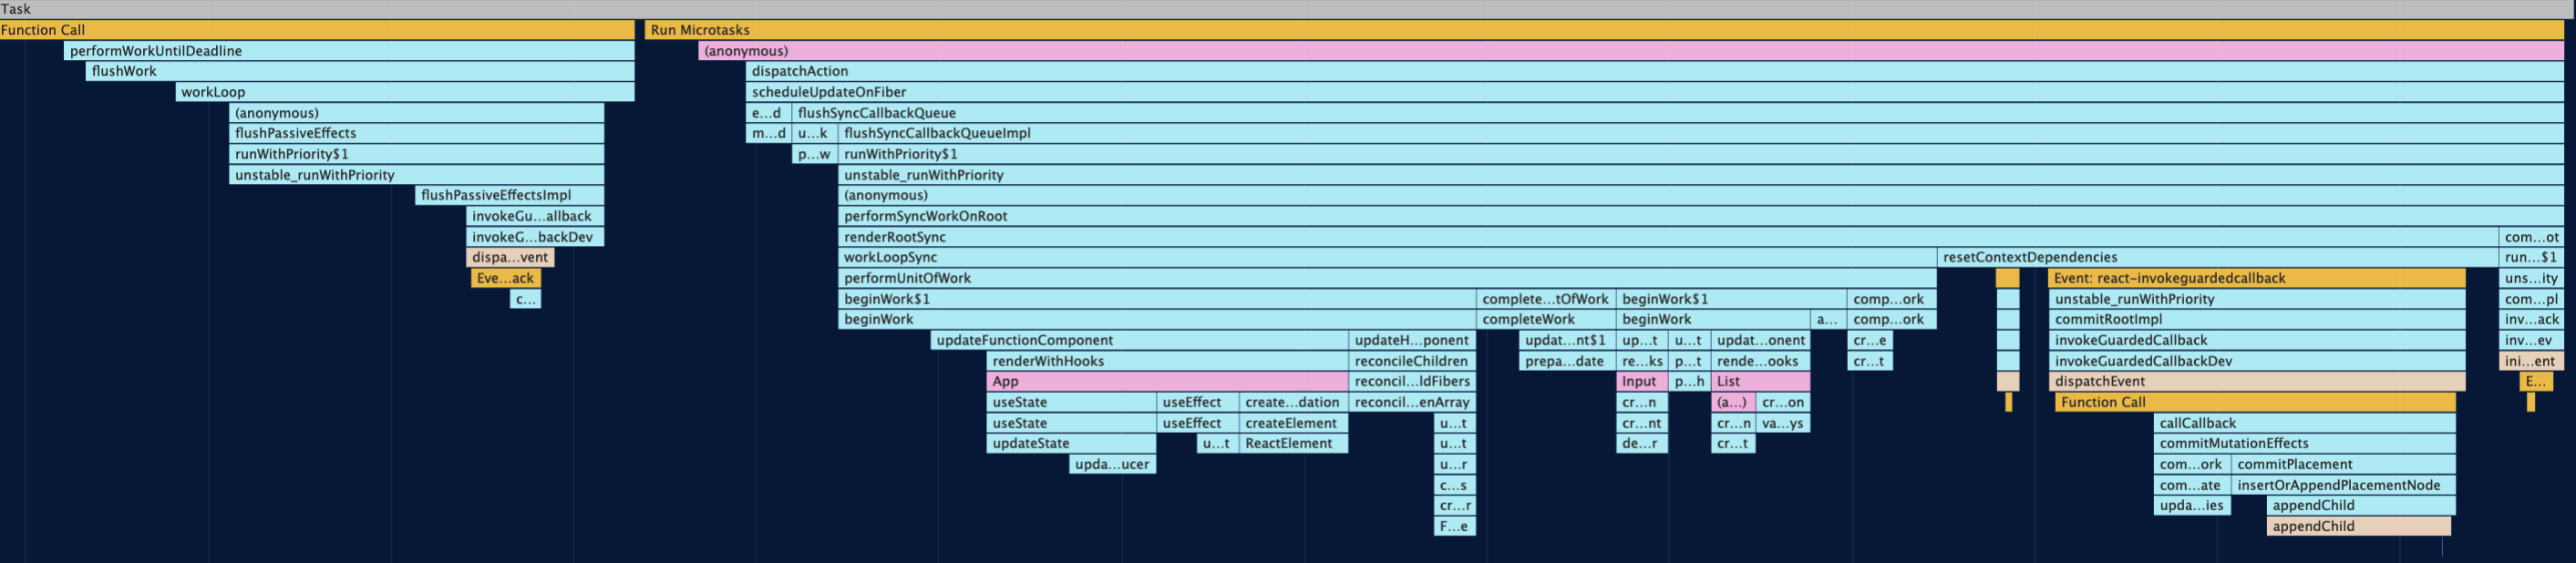 Task
Function Call Run Microtasks
performWorkUntilDeadline (anonymous)
flushWork dispatchAction
workLoop scheduleUpdateOnFiber
(anonymous) e...d flushSyncCallbackQueue
flushPassiveEffects m...d u...k flushSyncCallbackQueueImpl
runWithPriority$1 p...w runWithPriority$1
unstable_runWithPriority unstable_runWithPriority
flushPassiveEffectsImpl (anonymous)
invokeGu...allback performSyncWorkOnRoot
invokeG...backDev renderRootSync com...ot
dispa...vent workLoopSync resetContextDependencies run...$1
Eve...ack performUnitOfWork Event: react-invokeguardedcallback uns...ity
c... beginWork$1 complete...tOfWork beginWork$1 comp...ork unstable_runWithPriority com...pl
beginWork completeWork beginWork a... comp...ork commitRootImpl inv...ack
updateFunctionComponent updateH...ponent updat...nt$1 up...t u...t updat...onent cr...e invokeGuardedCallback inv...ev
renderWithHooks reconcileChildren prepa...date re...ks p...t rende...ooks cr...t invokeGuardedCallbackDev ini...ent
App reconcil...ldFibers Input p...h List dispatchEvent E...
useState useEffect create...dation reconcil...enArray cr...n (a...) cr...on Function Call
useState useEffect createElement u...t cr...nt cr...n va...ys callCallback
updateState u...t ReactElement u...t de...r cr...t commitMutationEffects
upda...ucer u...r com...ork commitPlacement
c...s com...ate insertOrAppendPlacementNode
cr...r upda...ies appendChild
F...e appendChild